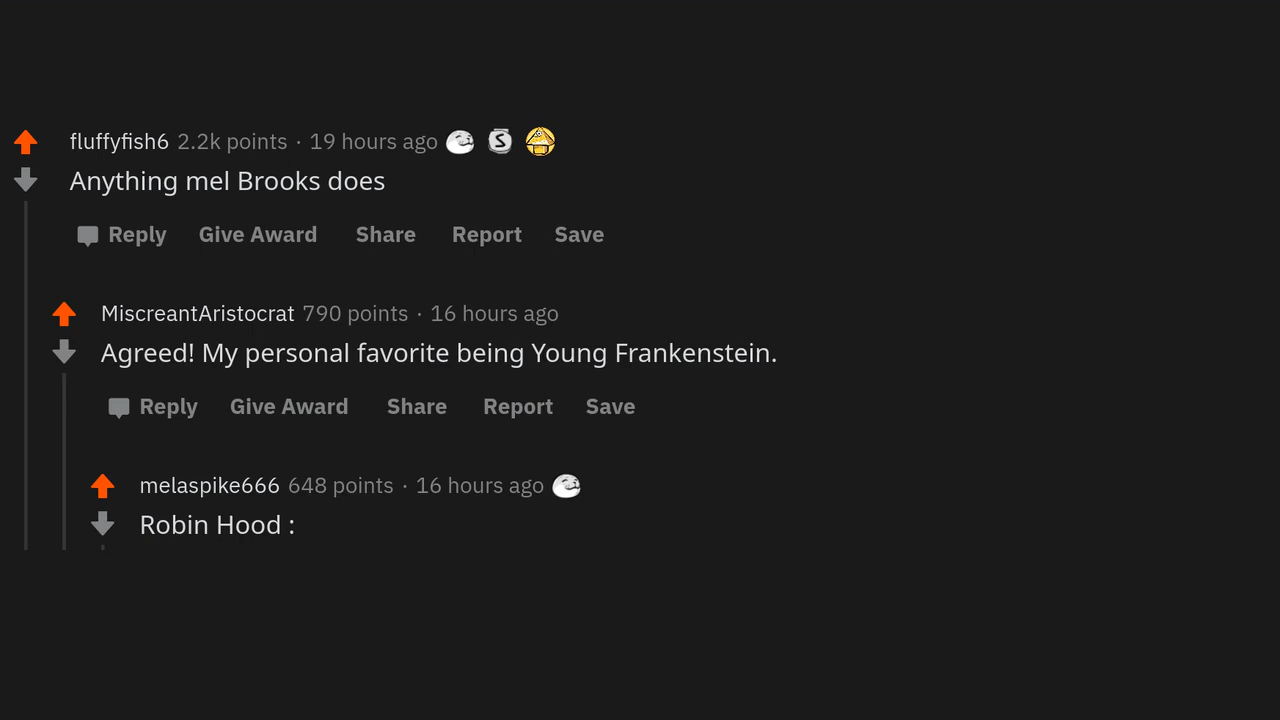 fluffyfish6 2.2k points · 19 hours ago
Anything mel Brooks does
Reply Give Award Share Report Save
MiscreantAristocrat 790 points · 16 hours ago
Agreed! My personal favorite being Young Frankenstein.
Reply Give Award Share Report Save
melaspike666 648 points · 16 hours ago
Robin Hood :